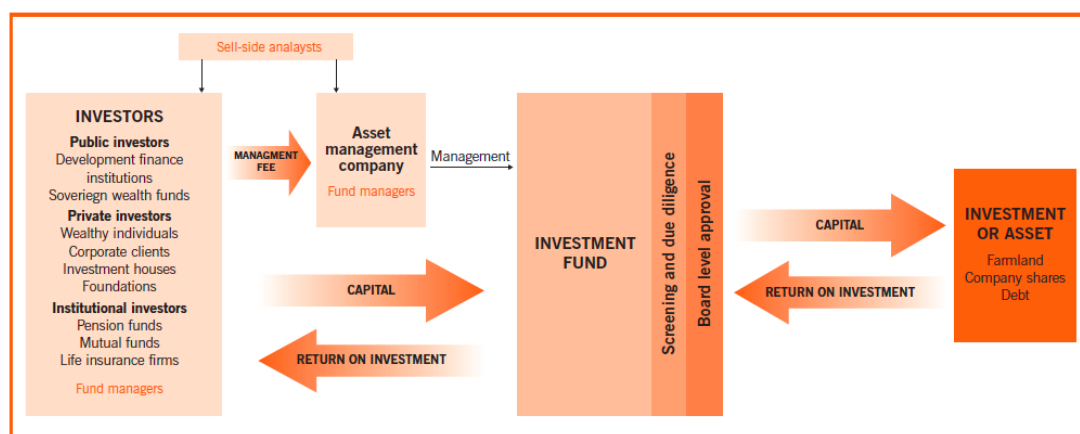 Sell-side analaysts
INVESTORS
Public investors
Development finance
institutions
Soveriegn wealth funds
Private investors
Wealthy individuals
Corporate clients
Investment houses
Foundations
Institutional investors
Pension funds
Mutual funds
Life insurance firms
Fund managers
MANAGMENT
FEE
Asset
management
company
Fund managers
Management
CAPITAL
RETURN ON INVESTMENT
INVESTMENT
FUND
Screening and due diligence
Board level approval
CAPITAL
RETURN ON INVESTMENT
INVESTMENT
OR ASSET
Farmland
Company shares
Debt